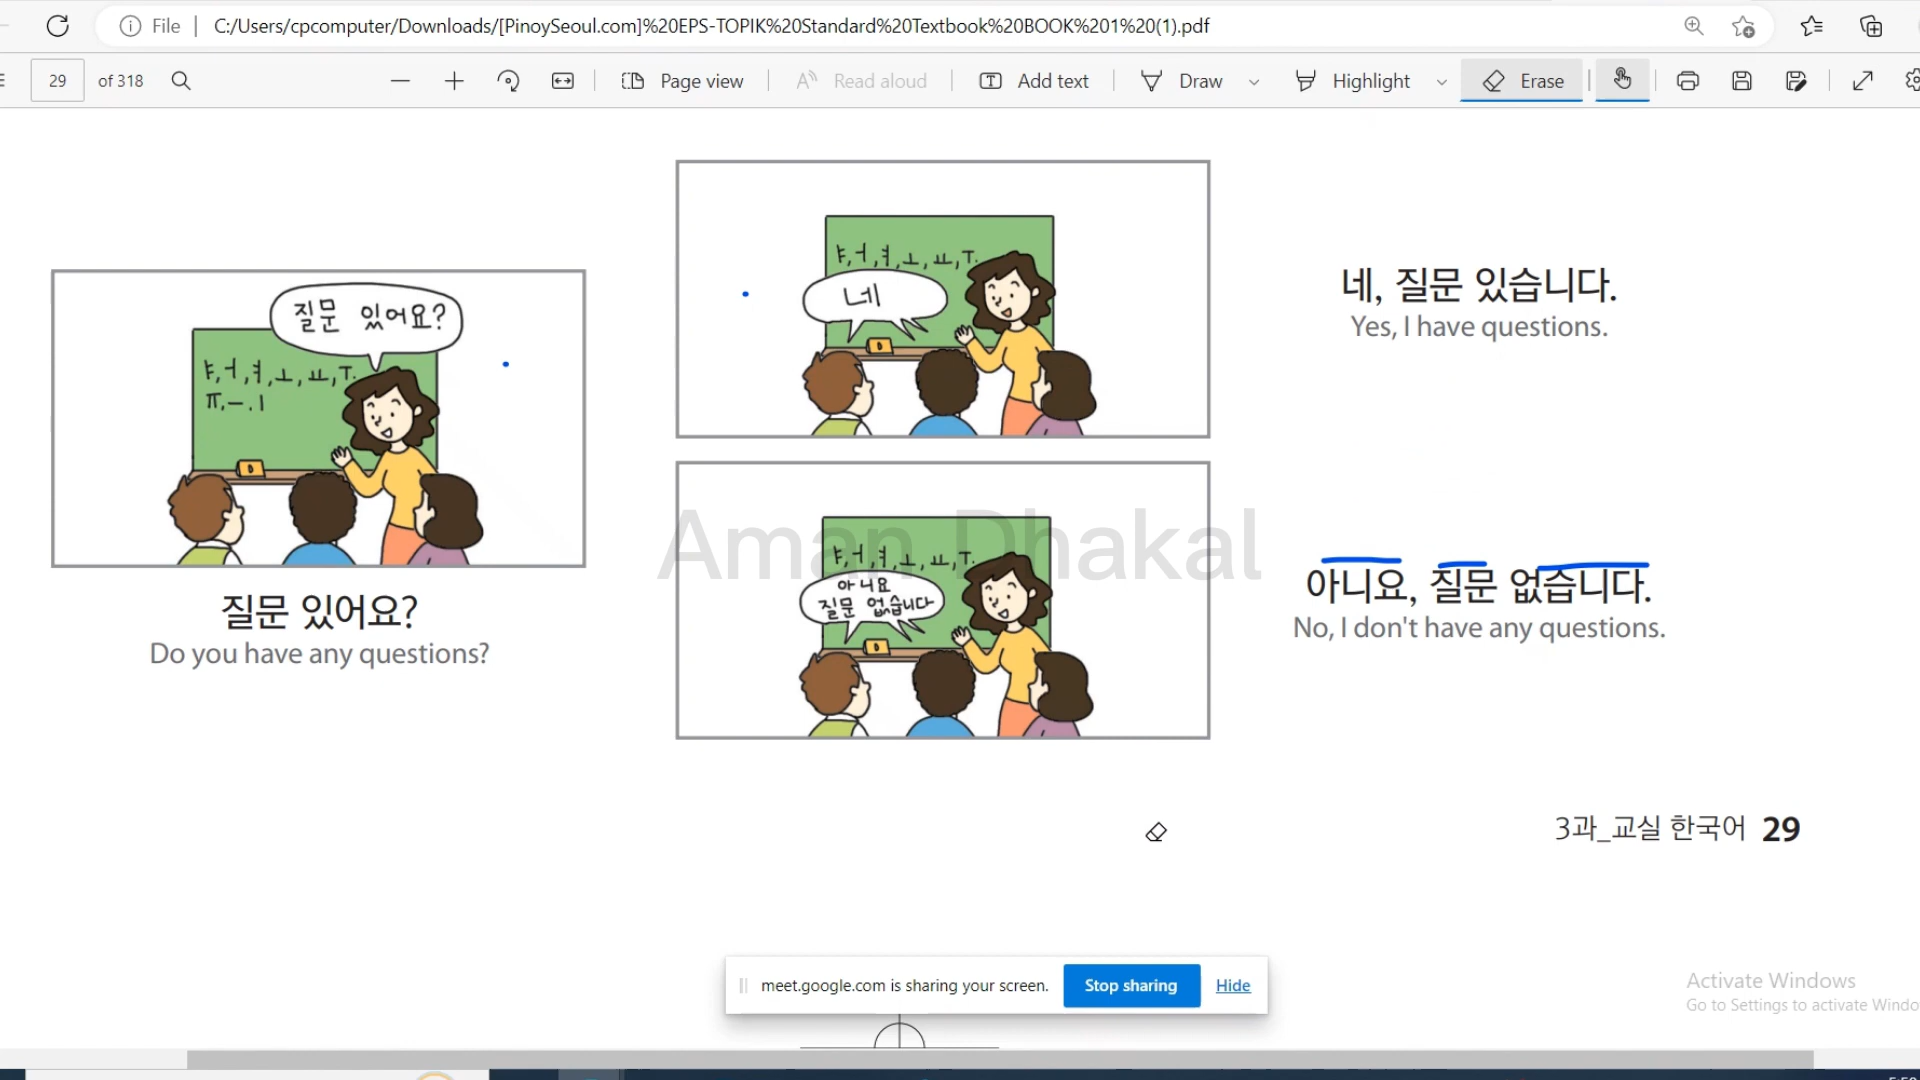 File
C:/Users/cpcomputer/Downloads/[PinoySeoul.com]%20EPS-TOPIK%20Standard%20Textbook%20BOOK%201%20(1).pdf
29 of 318
Page view
Read aloud
Add text
Draw
Highlight
Erase
질문 있어요?
ㅑ,ㅓ,ㅕ,ㅗ,ㅛ,ㅜ.
ㅠ,ㅡ.ㅣ
질문 있어요?
Do you have any questions?
ㅑ,ㅓ,ㅕ,ㅗ,ㅛ,ㅜ.
네
네, 질문 있습니다.
Yes, I have questions.
ㅑ,ㅓ,ㅕ,ㅗ,ㅛ,ㅜ.
아니요
질문 없습니다
아니요, 질문 없습니다.
No, I don't have any questions.
Aman Dhakal
3과_교실 한국어 29
meet.google.com is sharing your screen.
Stop sharing
Hide
Activate Windows
Go to Settings to activate Windo